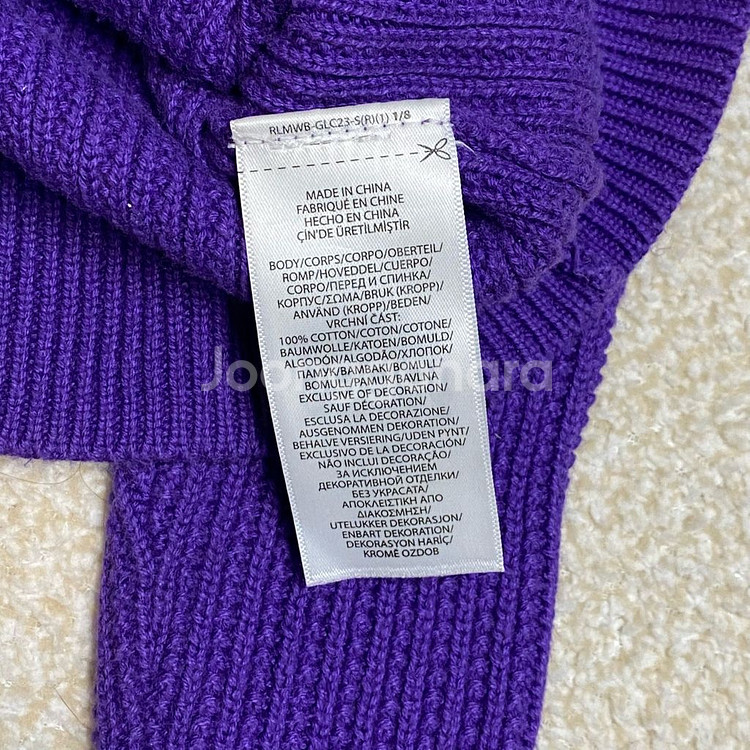 RLMWB-GLC23-S(R)(1) 1/8
MADE IN CHINA
FABRIQUÉ EN CHINE
HECHO EN CHINA
ÇİN'DE ÜRETİLMİŞTİR
BODY/CORPS/CORPO/OBERTEIL/
ROMP/HOVEDDEL/CUERPO/
CORPO/ПЕРЕД И СПИНКА/
КОРПУС/ΣΩΜΑ/BRUK (KROPP)/
ANVÄND (KROPP)/BEDEN/
VRCHNÍ ČÁST:
100% COTTON/COTON/COTONE/
BAUMWOLLE/KATOEN/BOMULD/
ALGODÓN/ALGODÃO/ХЛОПОК/
ПАМУК/ΒΑΜΒΑΚΙ/BOMULL/
BOMULL/PAMUK/BAVLNA
EXCLUSIVE OF DECORATION/
SAUF DÉCORATION/
ESCLUSA LA DECORAZIONE/
AUSGENOMMEN DEKORATION/
BEHALVE VERSIERING/UDEN PYNT/
EXCLUSIVO DE LA DECORACIÓN/
NÃO INCLUI DECORAÇÃO/
ЗА ИСКЛЮЧЕНИЕМ
ДЕКОРАТИВНОЙ ОТДЕЛКИ/
БЕЗ УКРАСАТА/
ΑΠΟΚΛΕΙΣΤΙΚΗ ΑΠΟ
ΔΙΑΚΟΣΜΗΣΗ/
UTELUKKER DEKORASJON/
ENBART DEKORATION/
DEKORASYON HARİÇ/
KROMĚ OZDOB